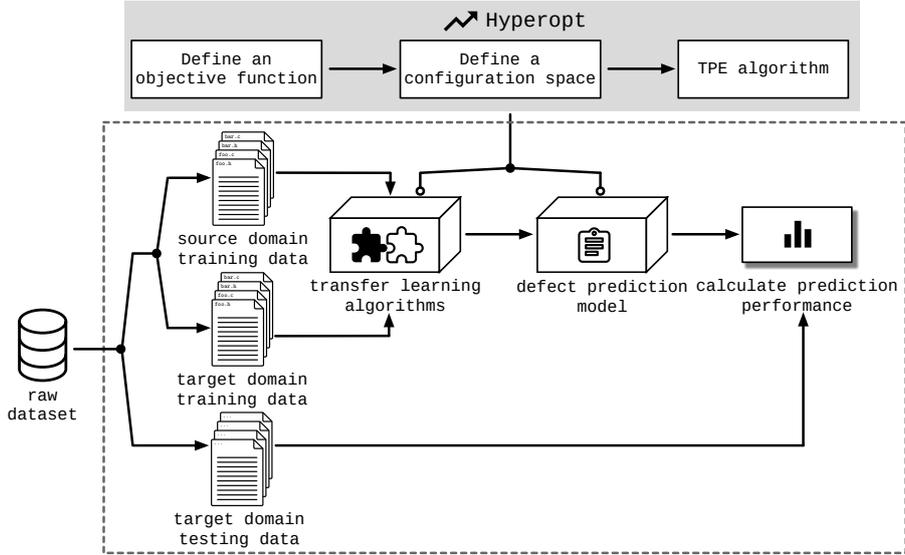 Hyperopt
Define an
objective function
Define a
configuration space
TPE algorithm
bar.c
bar.h
foo.c
foo.h
source domain
training data
bar.c
bar.h
foo.c
foo.h
target domain
training data
transfer learning
algorithms
defect prediction
model
calculate prediction
performance
raw
dataset
...
...
...
...
target domain
testing data